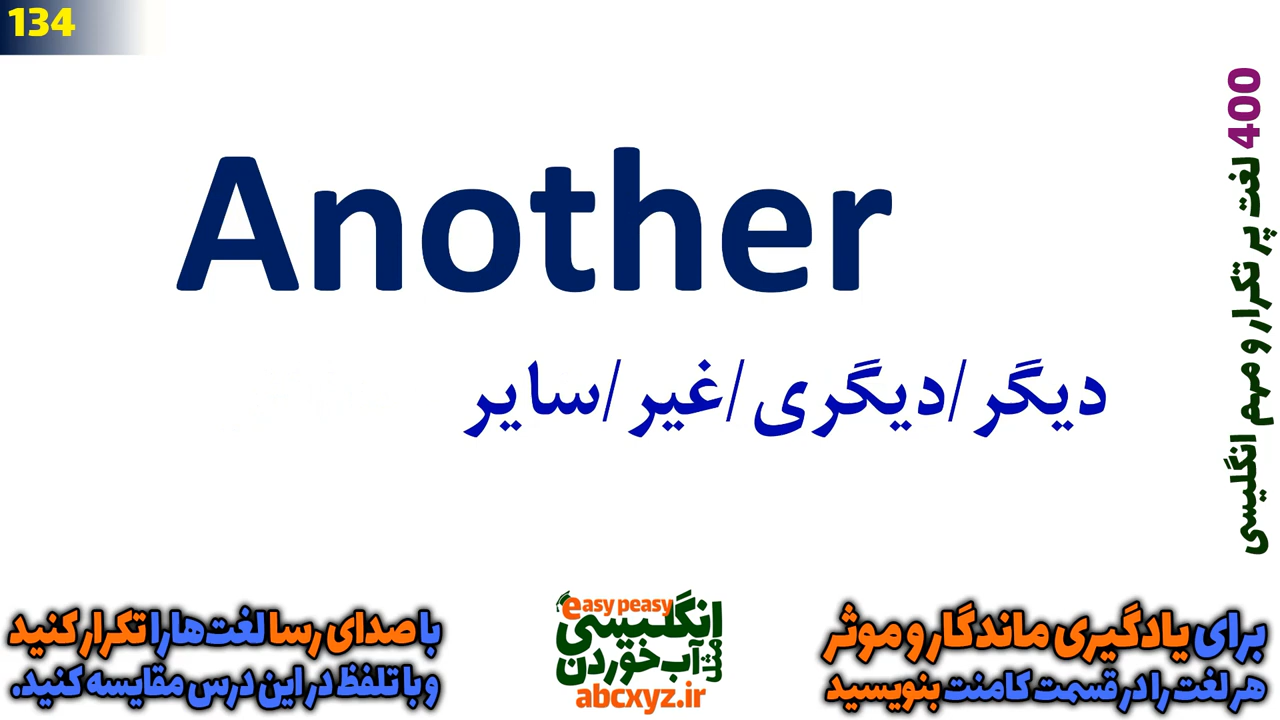 134
Another
دیگر/دیگری/غیر/سایر
400 لغت پر تکرار و مهم انگلیسی
برای یادگیری ماندگار و موثر
هر لغت را در قسمت کامنت بنویسید
easy peasy
انگلیسی
مثل
آب خوردن
abcxyz.ir
با صدای رسا لغت‌ها را تکرار کنید
و با تلفظ در این درس مقایسه کنید.